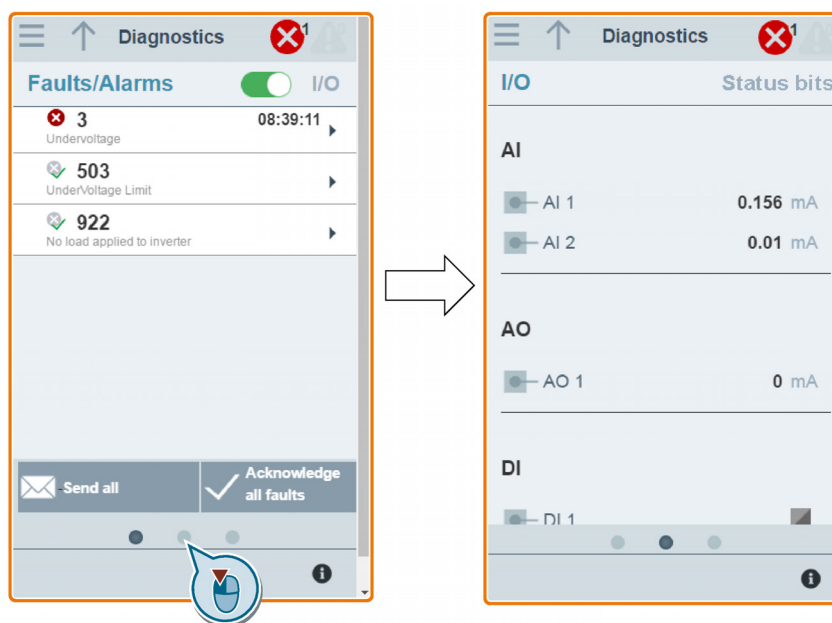 Diagnostics
1
Faults/Alarms I/O
3 08:39:11
Undervoltage
503
UnderVoltage Limit
922
No load applied to inverter
-Send all
Acknowledge
all faults
Diagnostics
1
I/O Status bits
AI
AI 1 0.156 mA
AI 2 0.01 mA
AO
AO 1 0 mA
DI
DI 1